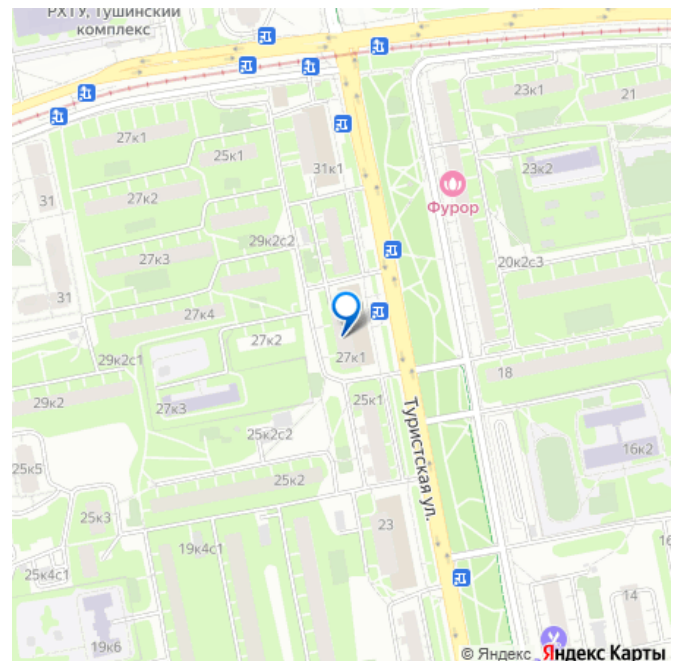 РХТУ, Тушинский
комплекс
23к1
21
27к1
25к1
31к1
23к2
27к2
31
Фурор
29к2с2
27к3
20к2с3
31
27к4
27к2
27к1
29к2с1
18
25к1
29к2
27к3
Туристская ул.
25к2с2
16к2
25к5
25к2
25к3
23
19к4с1
16
25к4с1
14
19к6
© Яндекс Яндекс Карты